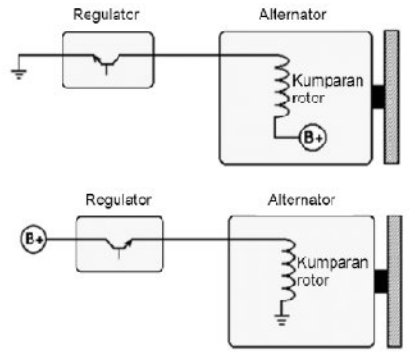 Regulator Alternator
Kumparan
rotor
B+
Regulator Alternator
B+
Kumparan
rotor